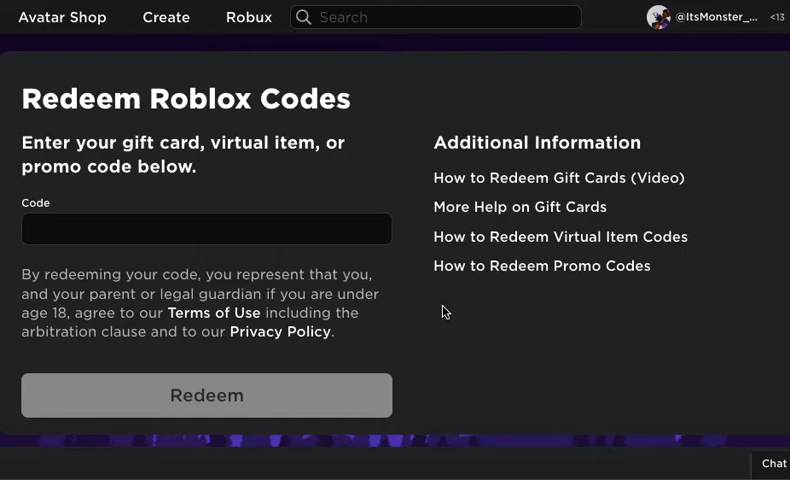 Avatar Shop
Create
Robux
Search
@ItsMonster_...
<13
Redeem Roblox Codes
Enter your gift card, virtual item, or
promo code below.
Code
By redeeming your code, you represent that you,
and your parent or legal guardian if you are under
age 18, agree to our Terms of Use including the
arbitration clause and to our Privacy Policy.
Redeem
Additional Information
How to Redeem Gift Cards (Video)
More Help on Gift Cards
How to Redeem Virtual Item Codes
How to Redeem Promo Codes
Chat